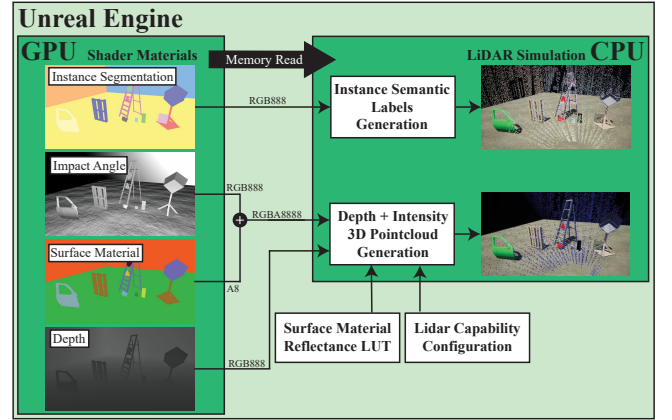 Unreal Engine
GPU Shader Materials
Memory Read
LiDAR Simulation CPU
Instance Segmentation
RGB888
Instance Semantic
Labels
Generation
Impact Angle
RGB888
+
RGBA8888
Depth + Intensity
3D Pointcloud
Generation
Surface Material
A8
Surface Material
Reflectance LUT
Lidar Capability
Configuration
Depth
RGB888